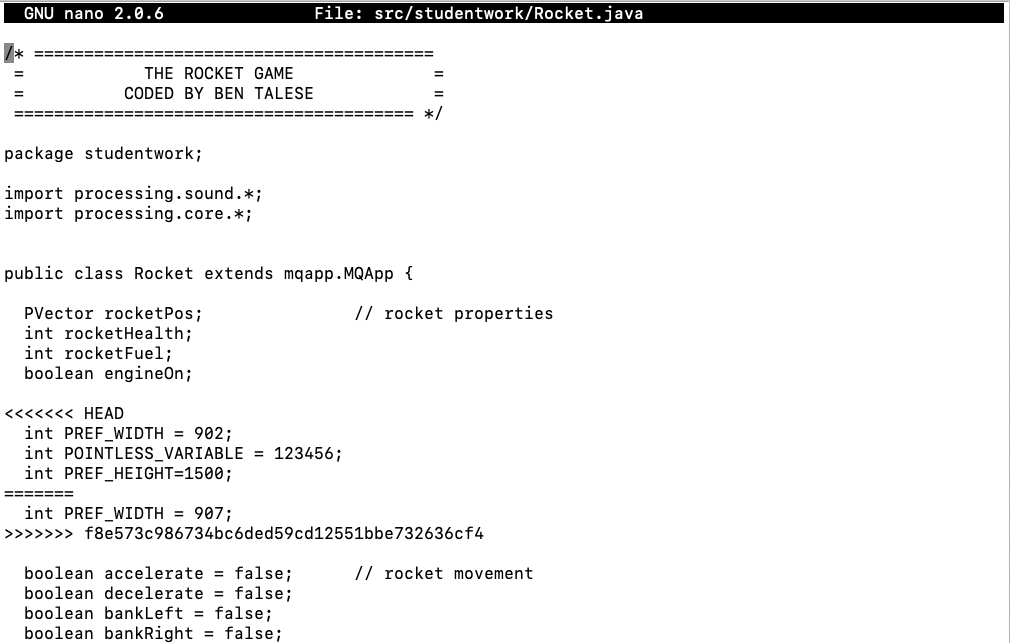 GNU nano 2.0.6               File: src/studentwork/Rocket.java
/* ========================================
 =            THE ROCKET GAME              =
 =          CODED BY BEN TALESE            =
 ======================================== */
package studentwork;
import processing.sound.*;
import processing.core.*;
public class Rocket extends mqapp.MQApp {
  PVector rocketPos;               // rocket properties
  int rocketHealth;
  int rocketFuel;
  boolean engineOn;
<<<<<<< HEAD
  int PREF_WIDTH = 902;
  int POINTLESS_VARIABLE = 123456;
  int PREF_HEIGHT=1500;
=======
  int PREF_WIDTH = 907;
>>>>>>> f8e573c986734bc6ded59cd12551bbe732636cf4
  boolean accelerate = false;      // rocket movement
  boolean decelerate = false;
  boolean bankLeft = false;
  boolean bankRight = false;